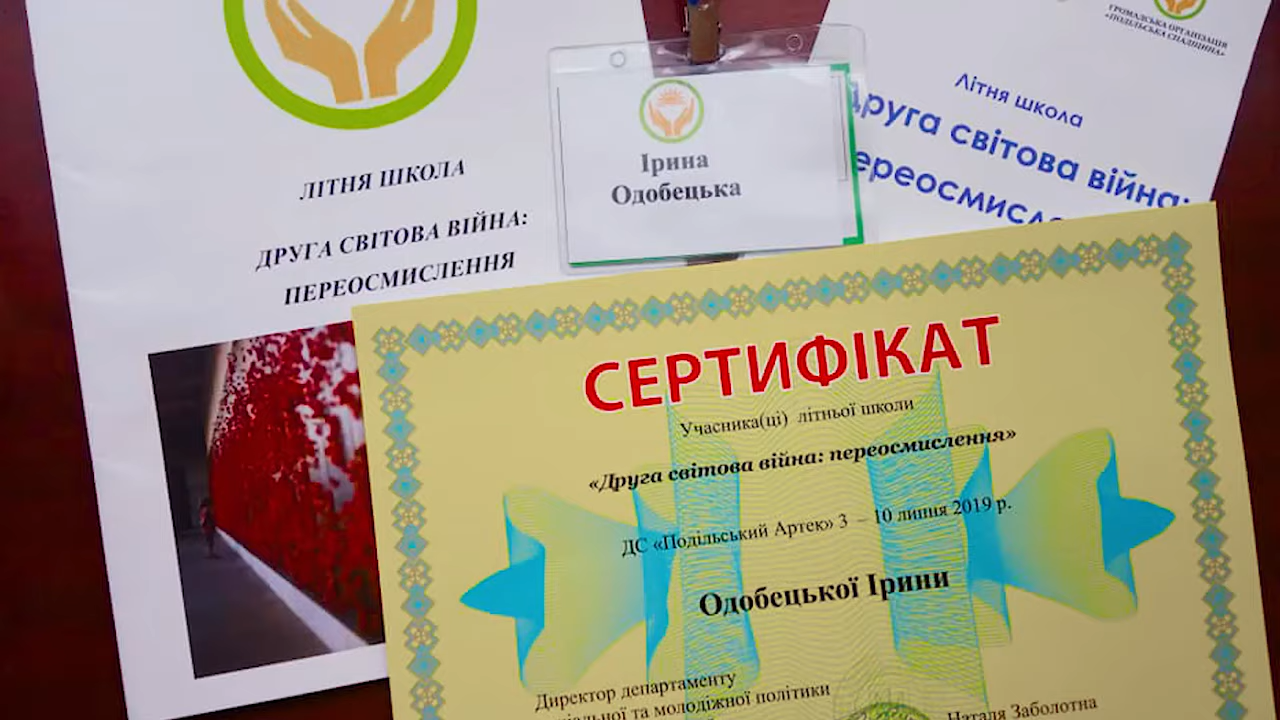 ЛІТНЯ ШКОЛА
ДРУГА СВІТОВА ВІЙНА:
ПЕРЕОСМИСЛЕННЯ
Ірина
Одобецька
ГРОМАДСЬКА ОРГАНІЗАЦІЯ
«ПОДІЛЬСЬКА СПАДЩИНА»
Літня школа
друга світова війна:
СЕРТИФІКАТ
Учасника(ці) літньої школи
«Друга світова війна: переосмислення»
ДС «Подільський Артек» 3 – 10 липня 2019 р.
Одобецької Ірини
Директор департаменту
та молодіжної політики
Наталя Заболотна